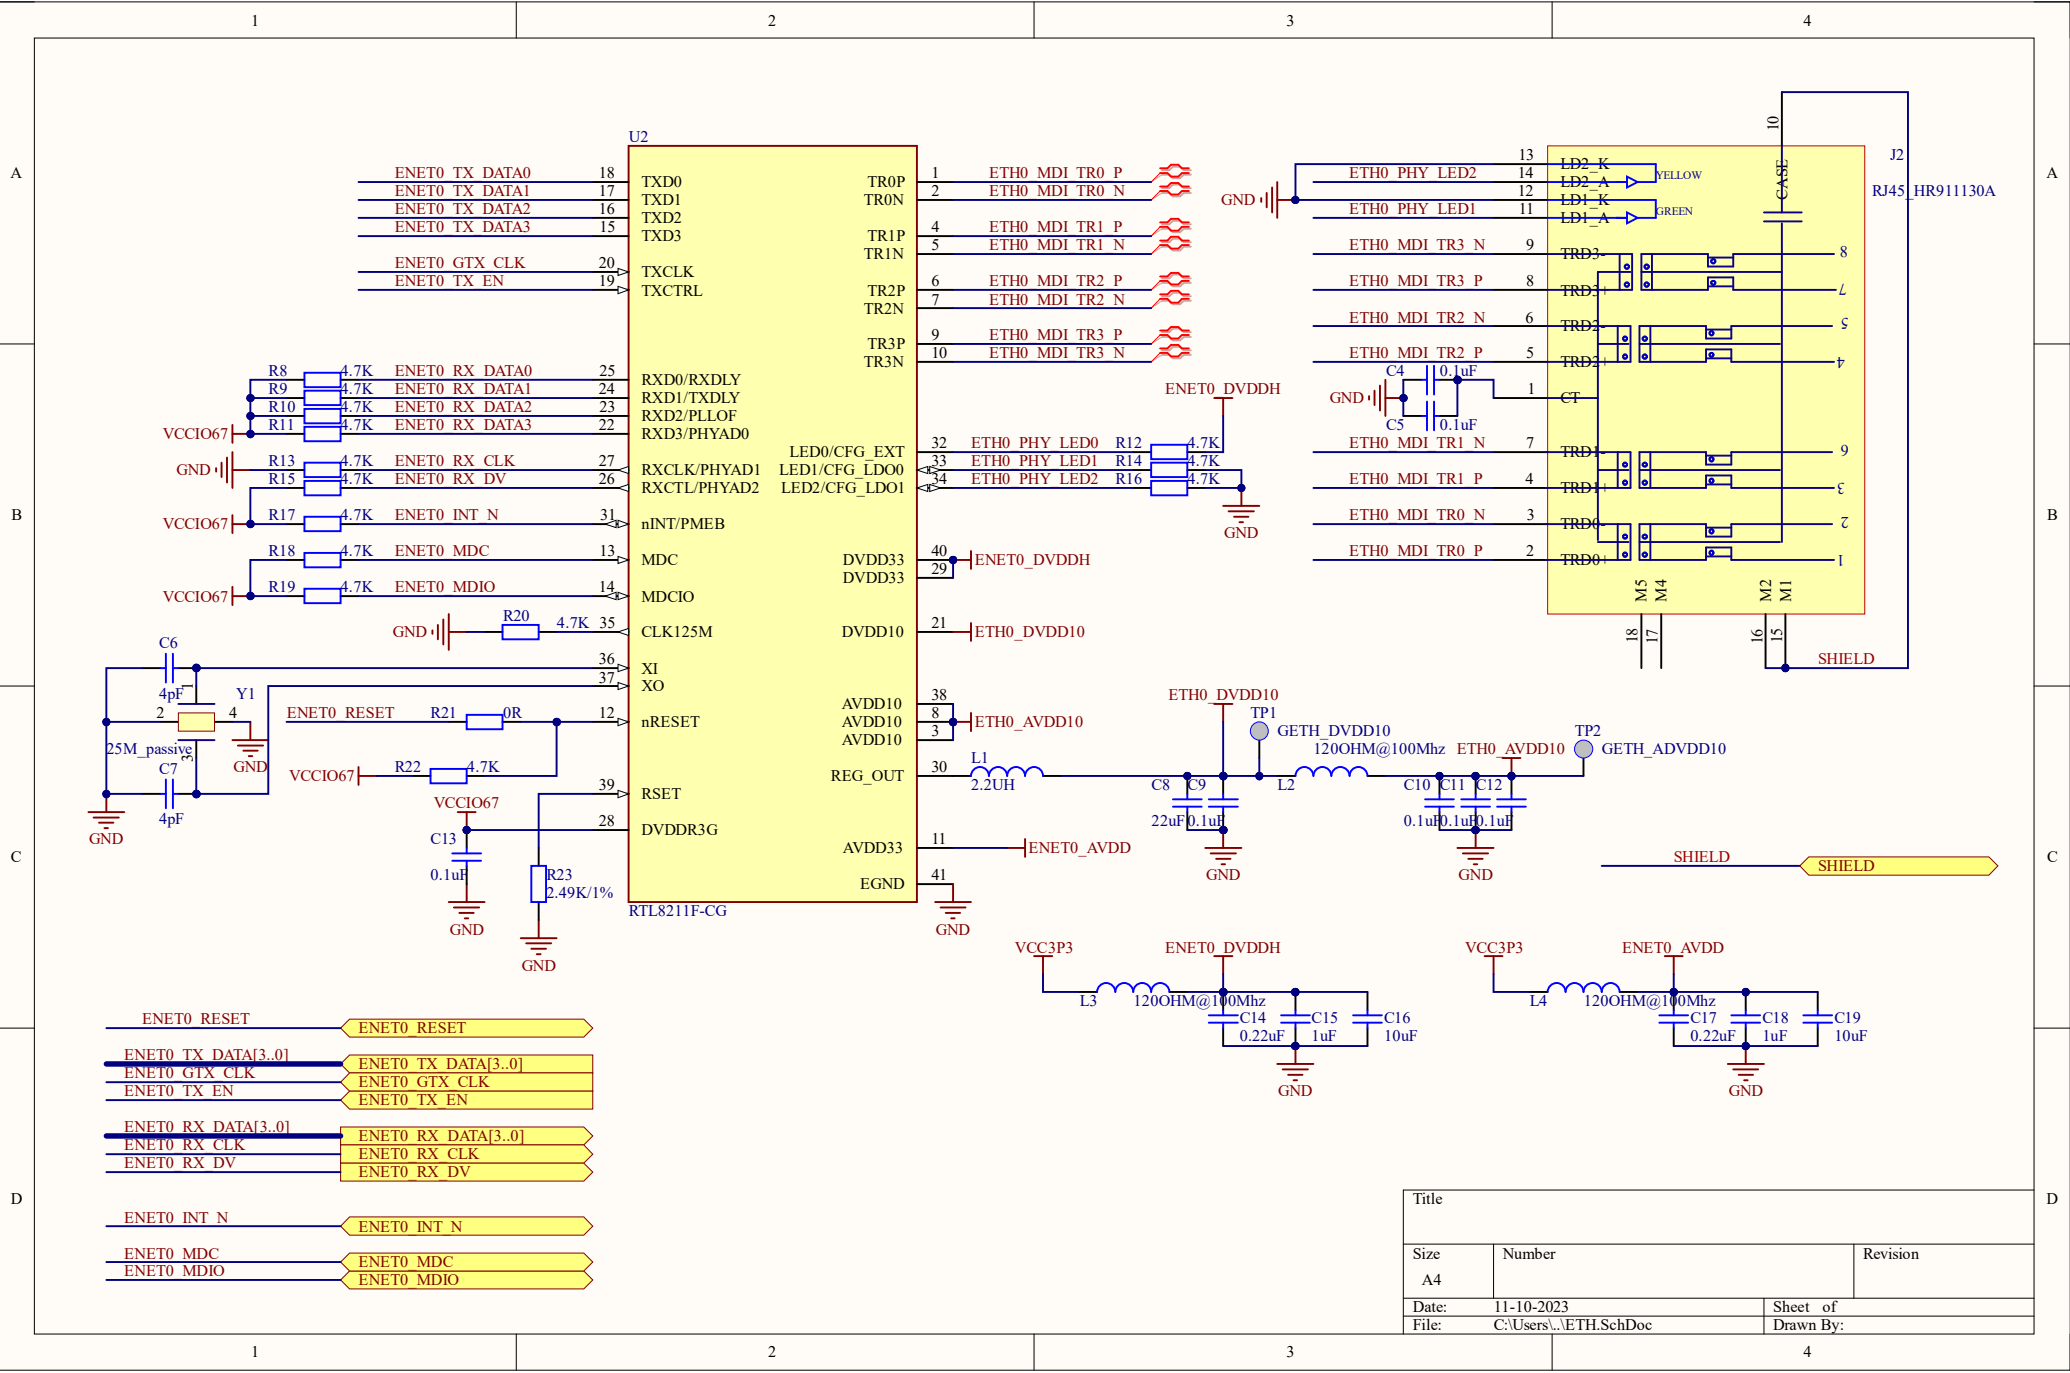 1 2 3 4
A
B
C
D
U2
ENET0_TX_DATA0 18 TXD0
ENET0_TX_DATA1 17 TXD1
ENET0_TX_DATA2 16 TXD2
ENET0_TX_DATA3 15 TXD3
ENET0_GTX_CLK 20 TXCLK
ENET0_TX_EN 19 TXCTRL
R8 4.7K ENET0_RX_DATA0 25 RXD0/RXDLY
R9 4.7K ENET0_RX_DATA1 24 RXD1/TXDLY
R10 4.7K ENET0_RX_DATA2 23 RXD2/PLLOF
VCCIO67 R11 4.7K ENET0_RX_DATA3 22 RXD3/PHYAD0
GND R13 4.7K ENET0_RX_CLK 27 RXCLK/PHYAD1
R15 4.7K ENET0_RX_DV 26 RXCTL/PHYAD2
VCCIO67 R17 4.7K ENET0_INT_N 31 nINT/PMEB
R18 4.7K ENET0_MDC 13 MDC
VCCIO67 R19 4.7K ENET0_MDIO 14 MDCIO
GND R20 4.7K 35 CLK125M
C6 4pF 36 XI
37 XO
1 2 3 4 Y1
25M_passive
GND
C7
4pF
GND
ENET0_RESET R21 0R 12 nRESET
VCCIO67 R22 4.7K
39 RSET
VCCIO67
28 DVDDR3G
C13
0.1uF
GND
R23
2.49K/1%
GND
RTL8211F-CG
TR0P 1 ETH0_MDI_TR0_P
TR0N 2 ETH0_MDI_TR0_N
TR1P 4 ETH0_MDI_TR1_P
TR1N 5 ETH0_MDI_TR1_N
TR2P 6 ETH0_MDI_TR2_P
TR2N 7 ETH0_MDI_TR2_N
TR3P 9 ETH0_MDI_TR3_P
TR3N 10 ETH0_MDI_TR3_N
ENET0_DVDDH
LED0/CFG_EXT 32 ETH0_PHY_LED0 R12 4.7K
LED1/CFG_LDO0 33 ETH0_PHY_LED1 R14 4.7K
LED2/CFG_LDO1 34 ETH0_PHY_LED2 R16 4.7K
GND
DVDD33 40 ENET0_DVDDH
DVDD33 29
DVDD10 21 ETH0_DVDD10
AVDD10 38
AVDD10 8 ETH0_AVDD10
AVDD10 3
REG_OUT 30
L1
2.2UH
AVDD33 11 ENET0_AVDD
EGND 41
GND
ETH0_DVDD10
TP1
GETH_DVDD10
120OHM@100Mhz
L2
ETH0_AVDD10
TP2
GETH_ADVDD10
C8 C9
22uF 0.1uF
GND
C10 C11 C12
0.1uF 0.1uF 0.1uF
GND
J2
RJ45_HR911130A
10
CASE
13 LD2_K
ETH0_PHY_LED2 14 LD2_A
YELLOW
GND 12 LD1_K
ETH0_PHY_LED1 11 LD1_A
GREEN
ETH0_MDI_TR3_N 9 TRD3- 8
ETH0_MDI_TR3_P 8 TRD3+ 7
ETH0_MDI_TR2_N 6 TRD2- 5
ETH0_MDI_TR2_P 5 TRD2+ 4
C4 0.1uF
GND 1 CT
C5 0.1uF
ETH0_MDI_TR1_N 7 TRD1- 6
ETH0_MDI_TR1_P 4 TRD1+ 3
ETH0_MDI_TR0_N 3 TRD0- 2
ETH0_MDI_TR0_P 2 TRD0+ 1
M5 M4 M2 M1
18 17 16 15
SHIELD
SHIELD SHIELD
VCC3P3 ENET0_DVDDH
L3 120OHM@100Mhz
C14 C15 C16
0.22uF 1uF 10uF
GND
VCC3P3 ENET0_AVDD
L4 120OHM@100Mhz
C17 C18 C19
0.22uF 1uF 10uF
GND
ENET0_RESET ENET0_RESET
ENET0_TX_DATA[3..0] ENET0_TX_DATA[3..0]
ENET0_GTX_CLK ENET0_GTX_CLK
ENET0_TX_EN ENET0_TX_EN
ENET0_RX_DATA[3..0] ENET0_RX_DATA[3..0]
ENET0_RX_CLK ENET0_RX_CLK
ENET0_RX_DV ENET0_RX_DV
ENET0_INT_N ENET0_INT_N
ENET0_MDC ENET0_MDC
ENET0_MDIO ENET0_MDIO
Title
Size Number Revision
A4
Date: 11-10-2023 Sheet of
File: C:\Users\..\ETH.SchDoc Drawn By:
A
B
C
D
1 2 3 4